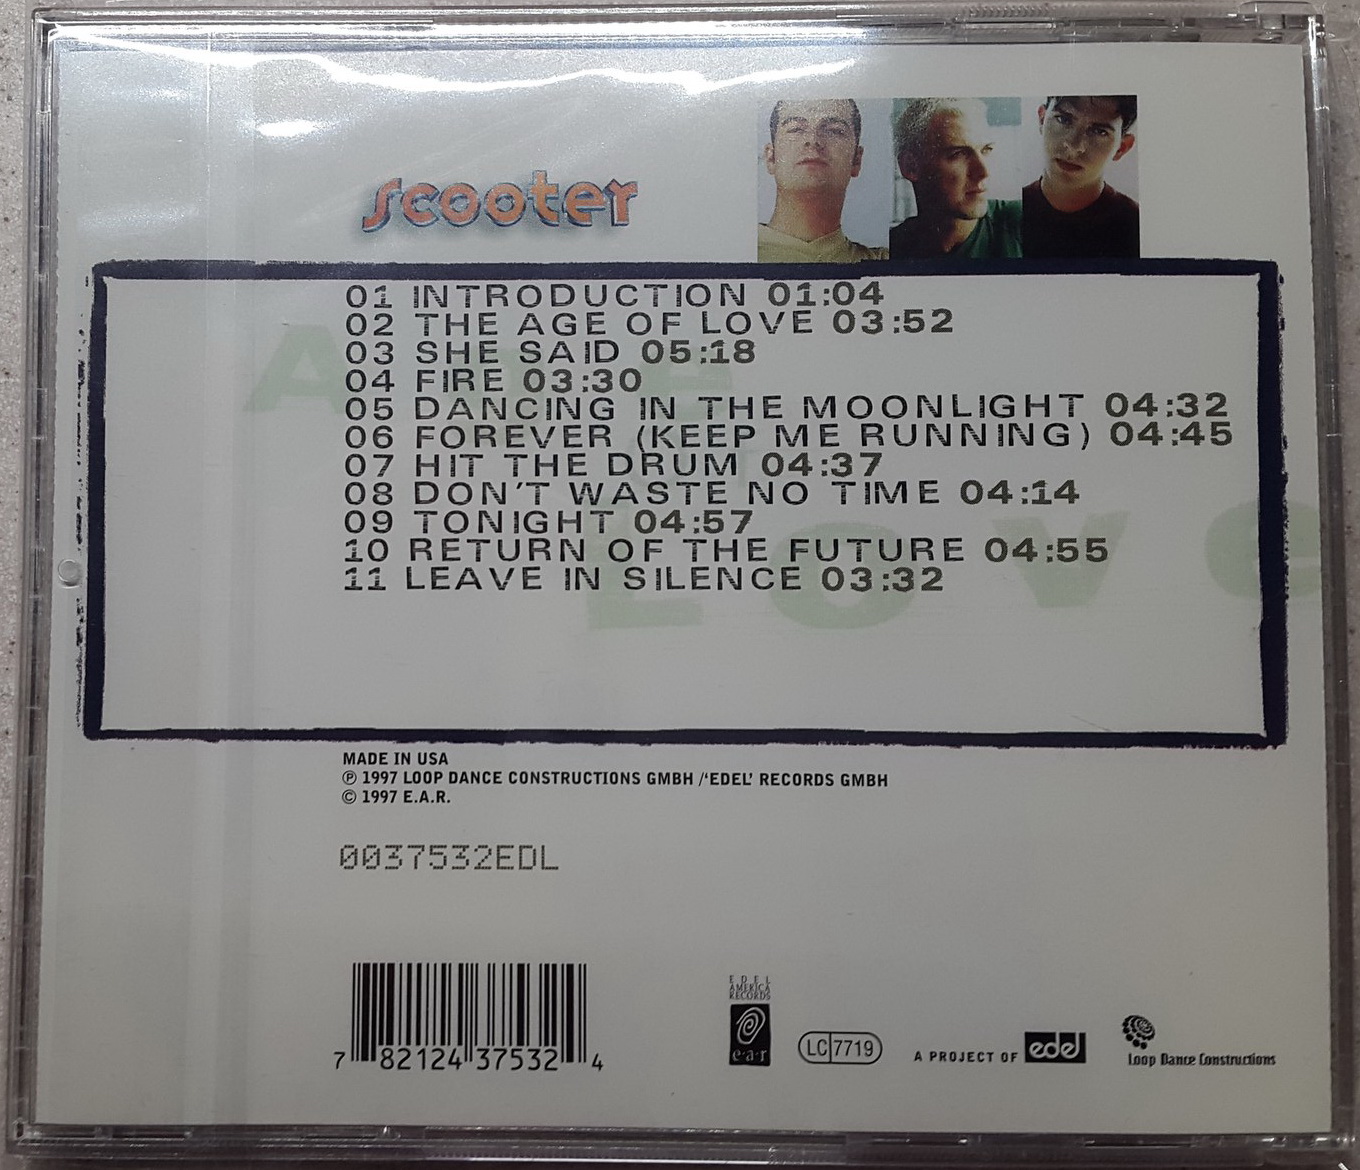 scooter
01 INTRODUCTION 01:04
02 THE AGE OF LOVE 03:52
03 SHE SAID 05:18
04 FIRE 03:30
05 DANCING IN THE MOONLIGHT 04:32
06 FOREVER (KEEP ME RUNNING) 04:45
07 HIT THE DRUM 04:37
08 DON'T WASTE NO TIME 04:14
09 TONIGHT 04:57
10 RETURN OF THE FUTURE 04:55
11 LEAVE IN SILENCE 03:32
Love
MADE IN USA
℗ 1997 LOOP DANCE CONSTRUCTIONS GMBH /'EDEL' RECORDS GMBH
© 1997 E.A.R.
0037532EDL
7 82124 37532 4
EDEL
AMERICA
RECORDS
e·a·r
LC 7719
A PROJECT OF edel
Loop Dance Constructions